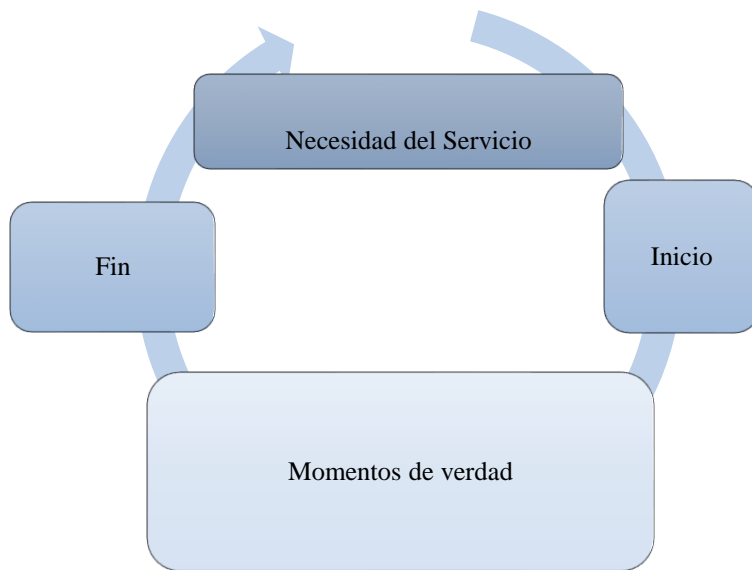 Necesidad del Servicio
Inicio
Fin
Momentos de verdad